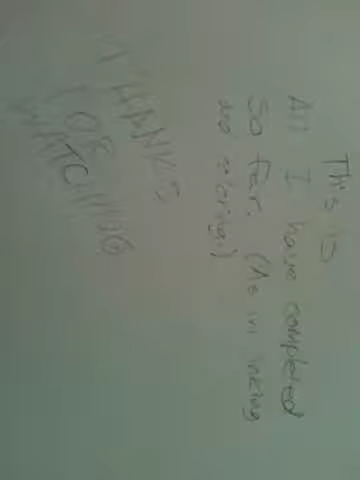 This is
All I have completed
So far. (As in inking
and coloring.)
THANKS
FOR
WATCHING